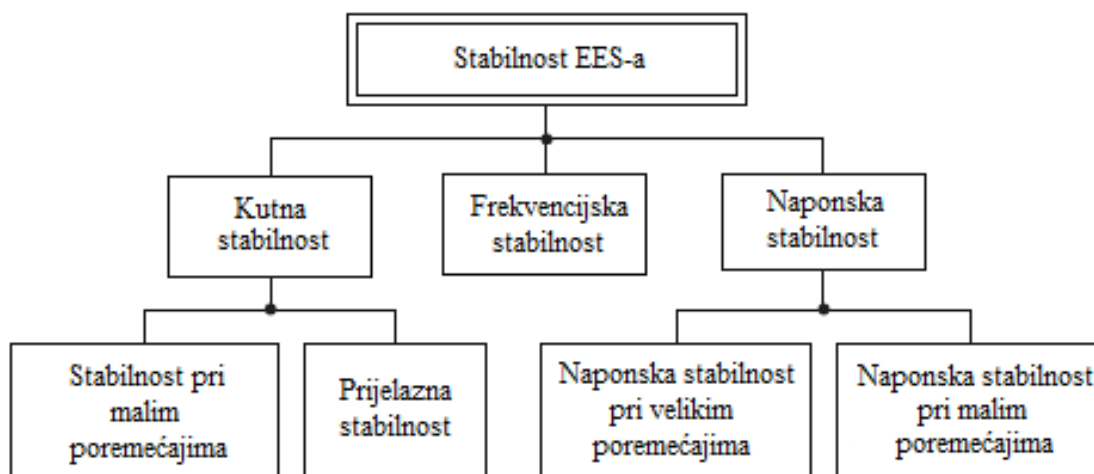 Stabilnost EES-a
Kutna
stabilnost
Frekvencijska
stabilnost
Naponska
stabilnost
Stabilnost pri
malim
poremećajima
Prijelazna
stabilnost
Naponska stabilnost
pri velikim
poremećajima
Naponska stabilnost
pri malim
poremećajima